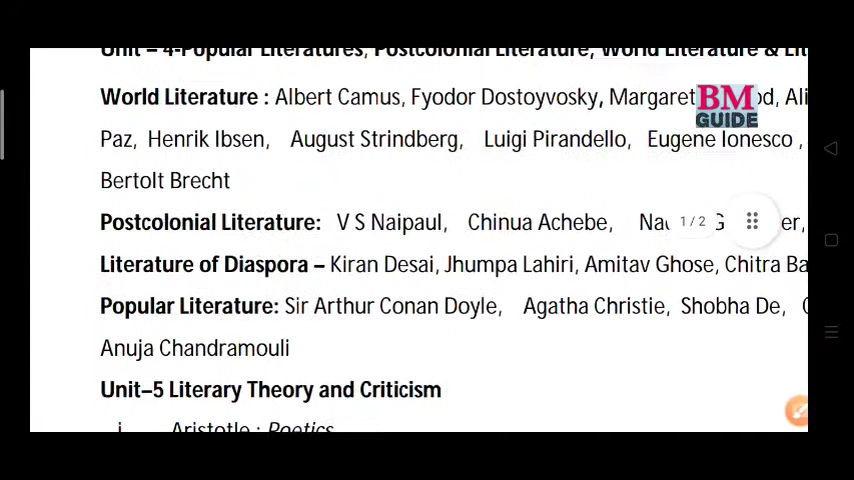 Unit – 4-Popular Literatures, Postcolonial Literature, World Literature & Lit
World Literature : Albert Camus, Fyodor Dostoyvosky, Margaret
BM
GUIDE
Paz, Henrik Ibsen, August Strindberg, Luigi Pirandello, Eugene Ionesco ,
Bertolt Brecht
Postcolonial Literature: V S Naipaul, Chinua Achebe,
1/2
Literature of Diaspora – Kiran Desai, Jhumpa Lahiri, Amitav Ghose, Chitra Ba
Popular Literature: Sir Arthur Conan Doyle, Agatha Christie, Shobha De,
Anuja Chandramouli
Unit–5 Literary Theory and Criticism
i Aristotle : Poetics